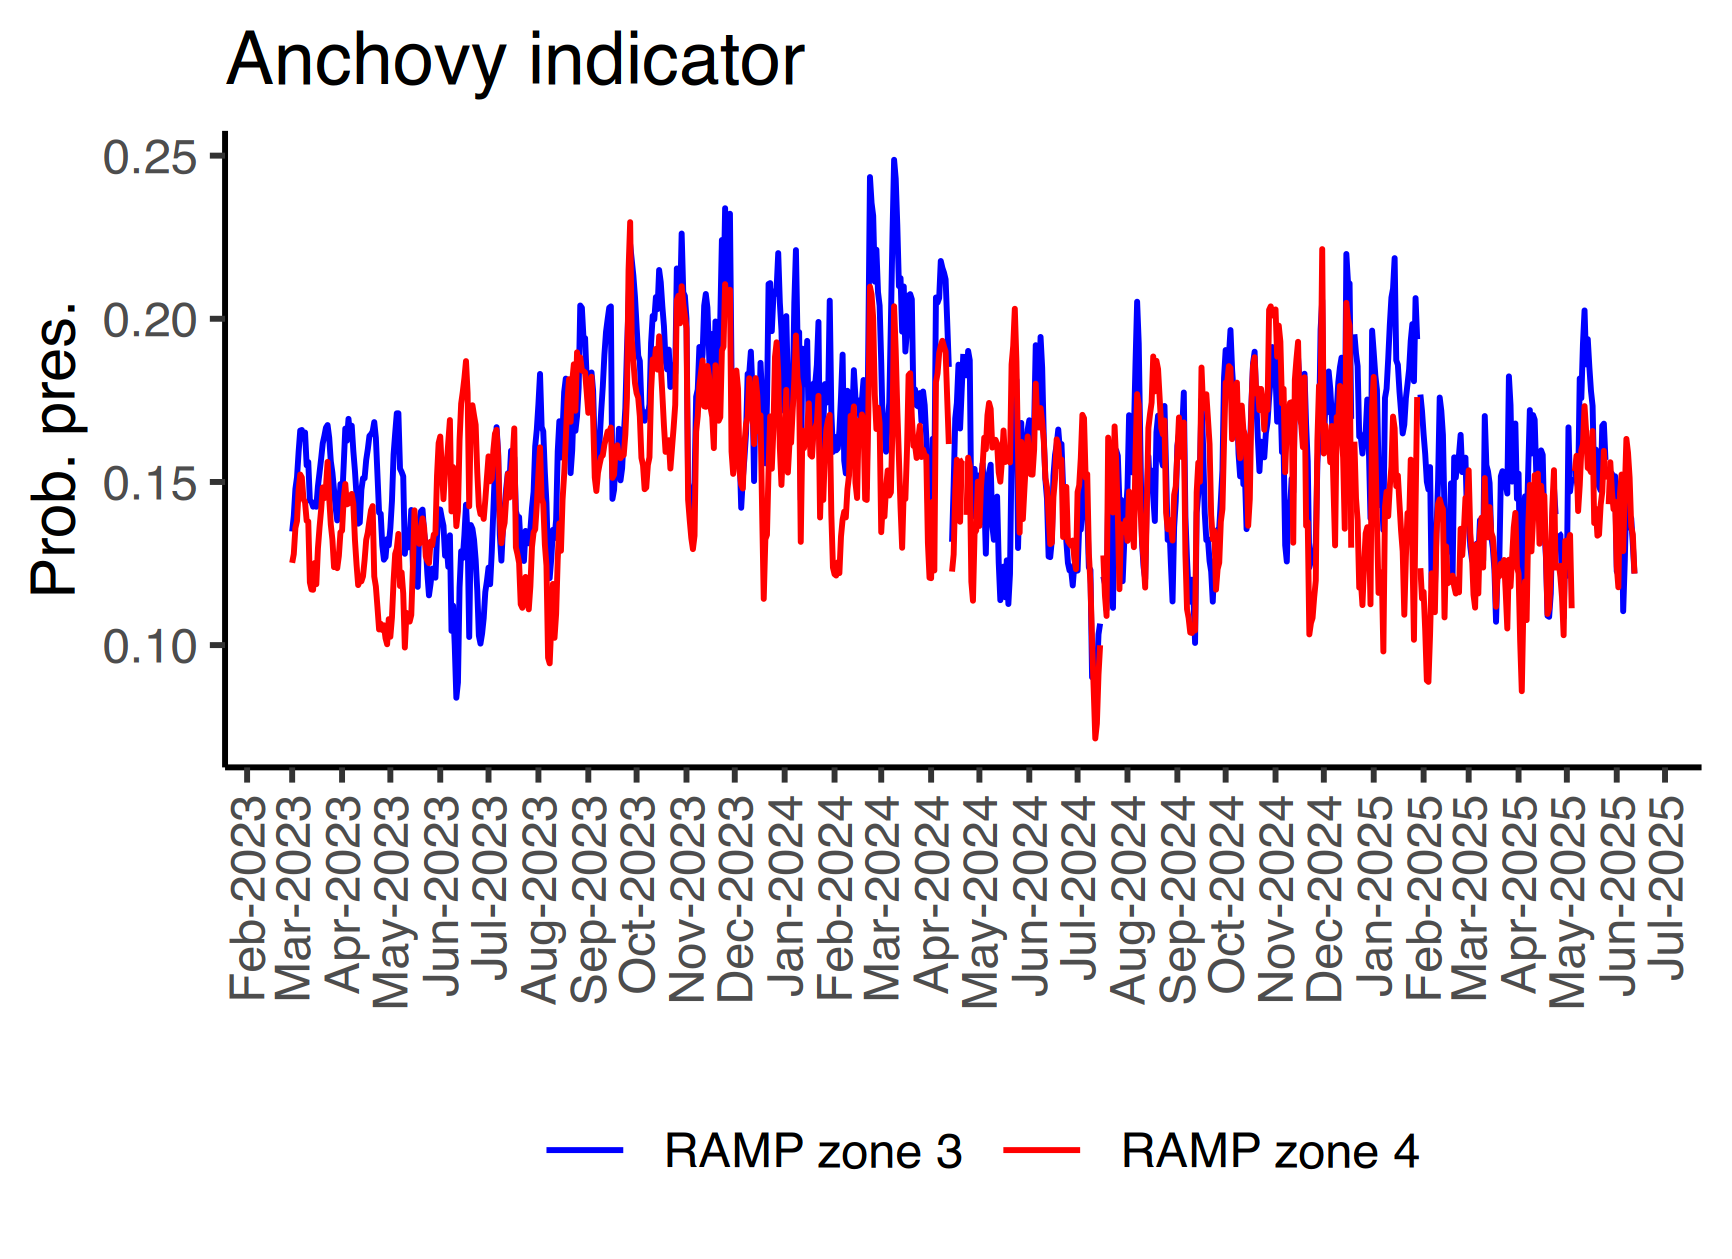 Anchovy indicator
Prob. pres.
0.25
0.20
0.15
0.10
Feb-2023
Mar-2023
Apr-2023
May-2023
Jun-2023
Jul-2023
Aug-2023
Sep-2023
Oct-2023
Nov-2023
Dec-2023
Jan-2024
Feb-2024
Mar-2024
Apr-2024
May-2024
Jun-2024
Jul-2024
Aug-2024
Sep-2024
Oct-2024
Nov-2024
Dec-2024
Jan-2025
Feb-2025
Mar-2025
Apr-2025
May-2025
Jun-2025
Jul-2025
RAMP zone 3 RAMP zone 4